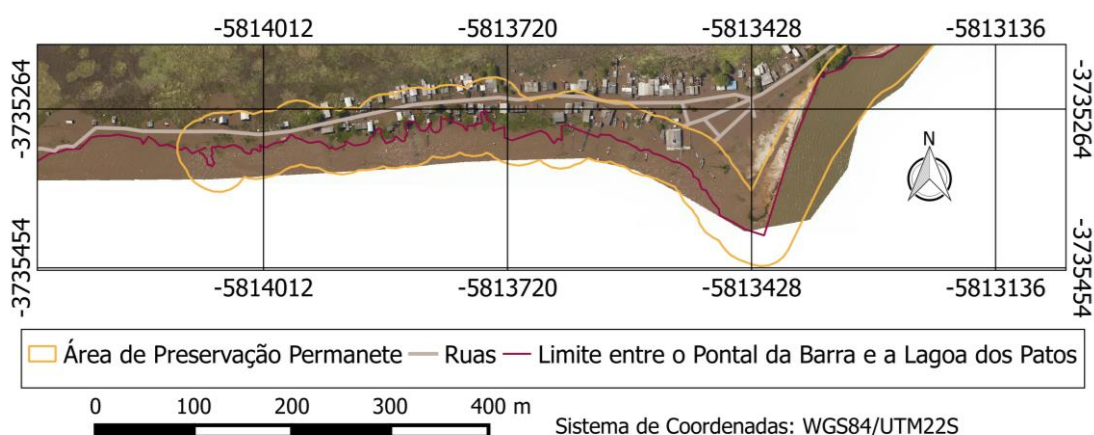 -5814012 -5813720 -5813428 -5813136
-3735264 -3735264
N
-3735454 -3735454
-5814012 -5813720 -5813428 -5813136
Área de Preservação Permanete Ruas Limite entre o Pontal da Barra e a Lagoa dos Patos
0 100 200 300 400 m
Sistema de Coordenadas: WGS84/UTM22S